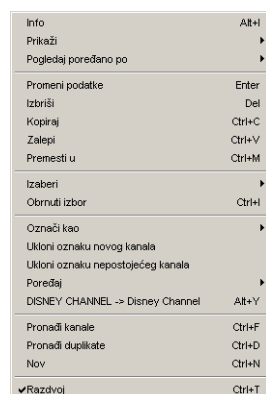 Info Alt+I
Prikaži
Pogledaj poređano po
Promeni podatke Enter
Izbriši Del
Kopiraj Ctrl+C
Zalepi Ctrl+V
Premesti u Ctrl+M
Izaberi
Obrnuti izbor Ctrl+I
Označi kao
Ukloni oznaku novog kanala
Ukloni oznaku nepostojećeg kanala
Poređaj
DISNEY CHANNEL -> Disney Channel Alt+Y
Pronađi kanale Ctrl+F
Pronađi duplikate Ctrl+D
Nov Ctrl+N
Razdvoj Ctrl+T